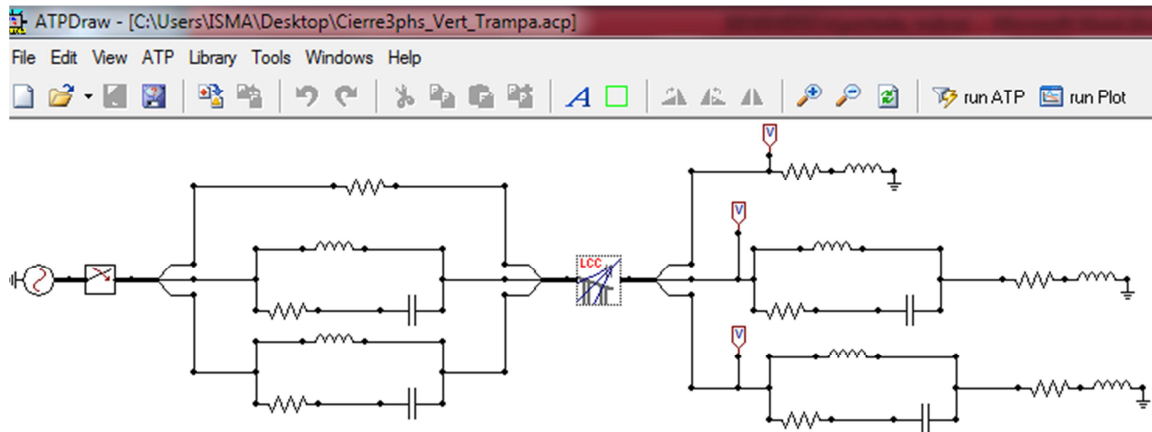 ATPDraw - [C:\Users\ISMA\Desktop\Cierre3phs_Vert_Trampa.acp]
File Edit View ATP Library Tools Windows Help
A run ATP run Plot
V
V
LCC
V